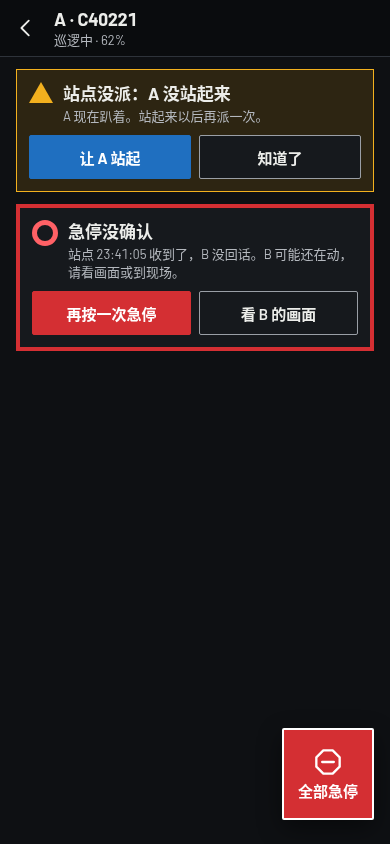 A · C40221
巡逻中 · 62%
站点没派：A 没站起来
A 现在趴着。站起来以后再派一次。
让 A 站起
知道了
急停没确认
站点 23:41:05 收到了，B 没回话。B 可能还在动，
请看画面或到现场。
再按一次急停
看 B 的画面
全部急停